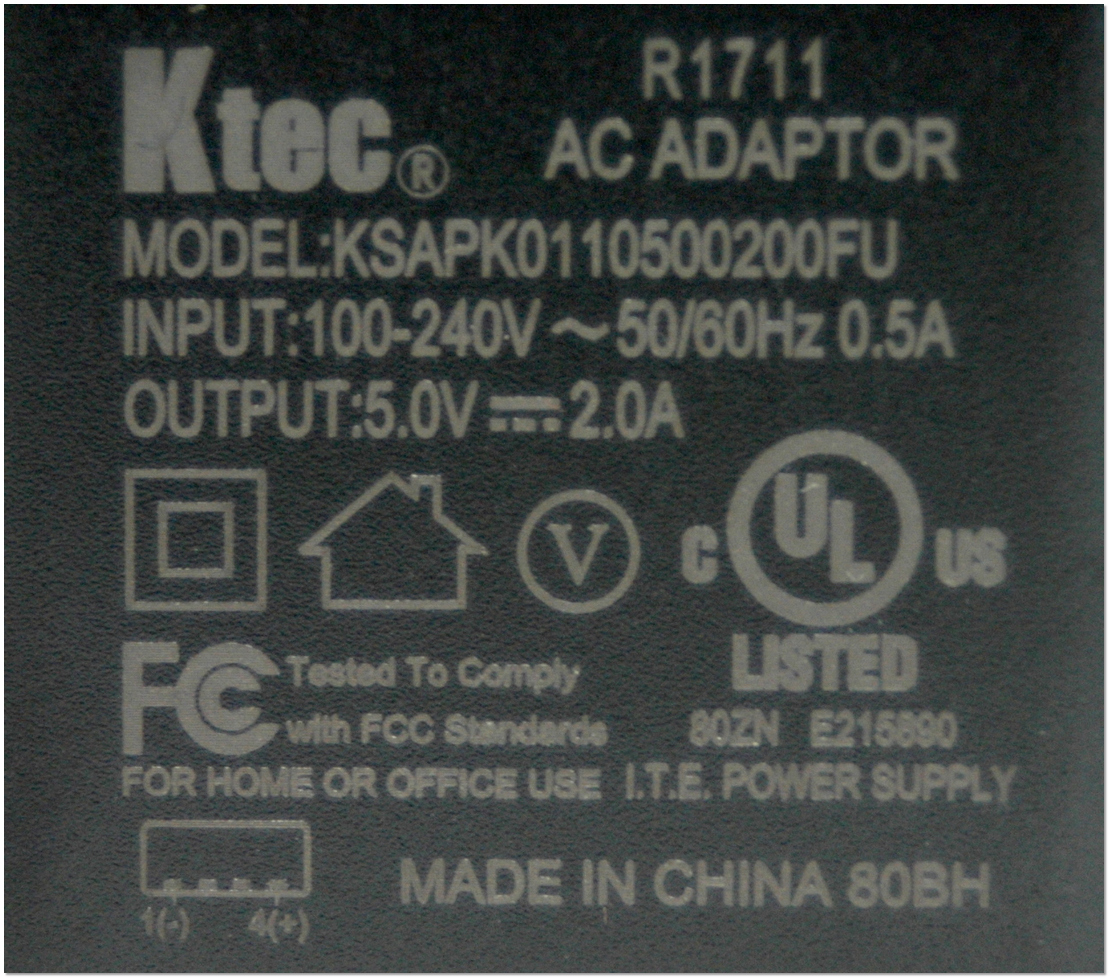 Ktec® R1711
AC ADAPTOR
MODEL:KSAPK0110500200FU
INPUT:100-240V ~ 50/60Hz 0.5A
OUTPUT:5.0V ⎓ 2.0A
V
C UL US
LISTED
FC Tested To Comply
with FCC Standards
80ZN E215890
FOR HOME OR OFFICE USE I.T.E. POWER SUPPLY
1(-) 4(+)
MADE IN CHINA 80BH